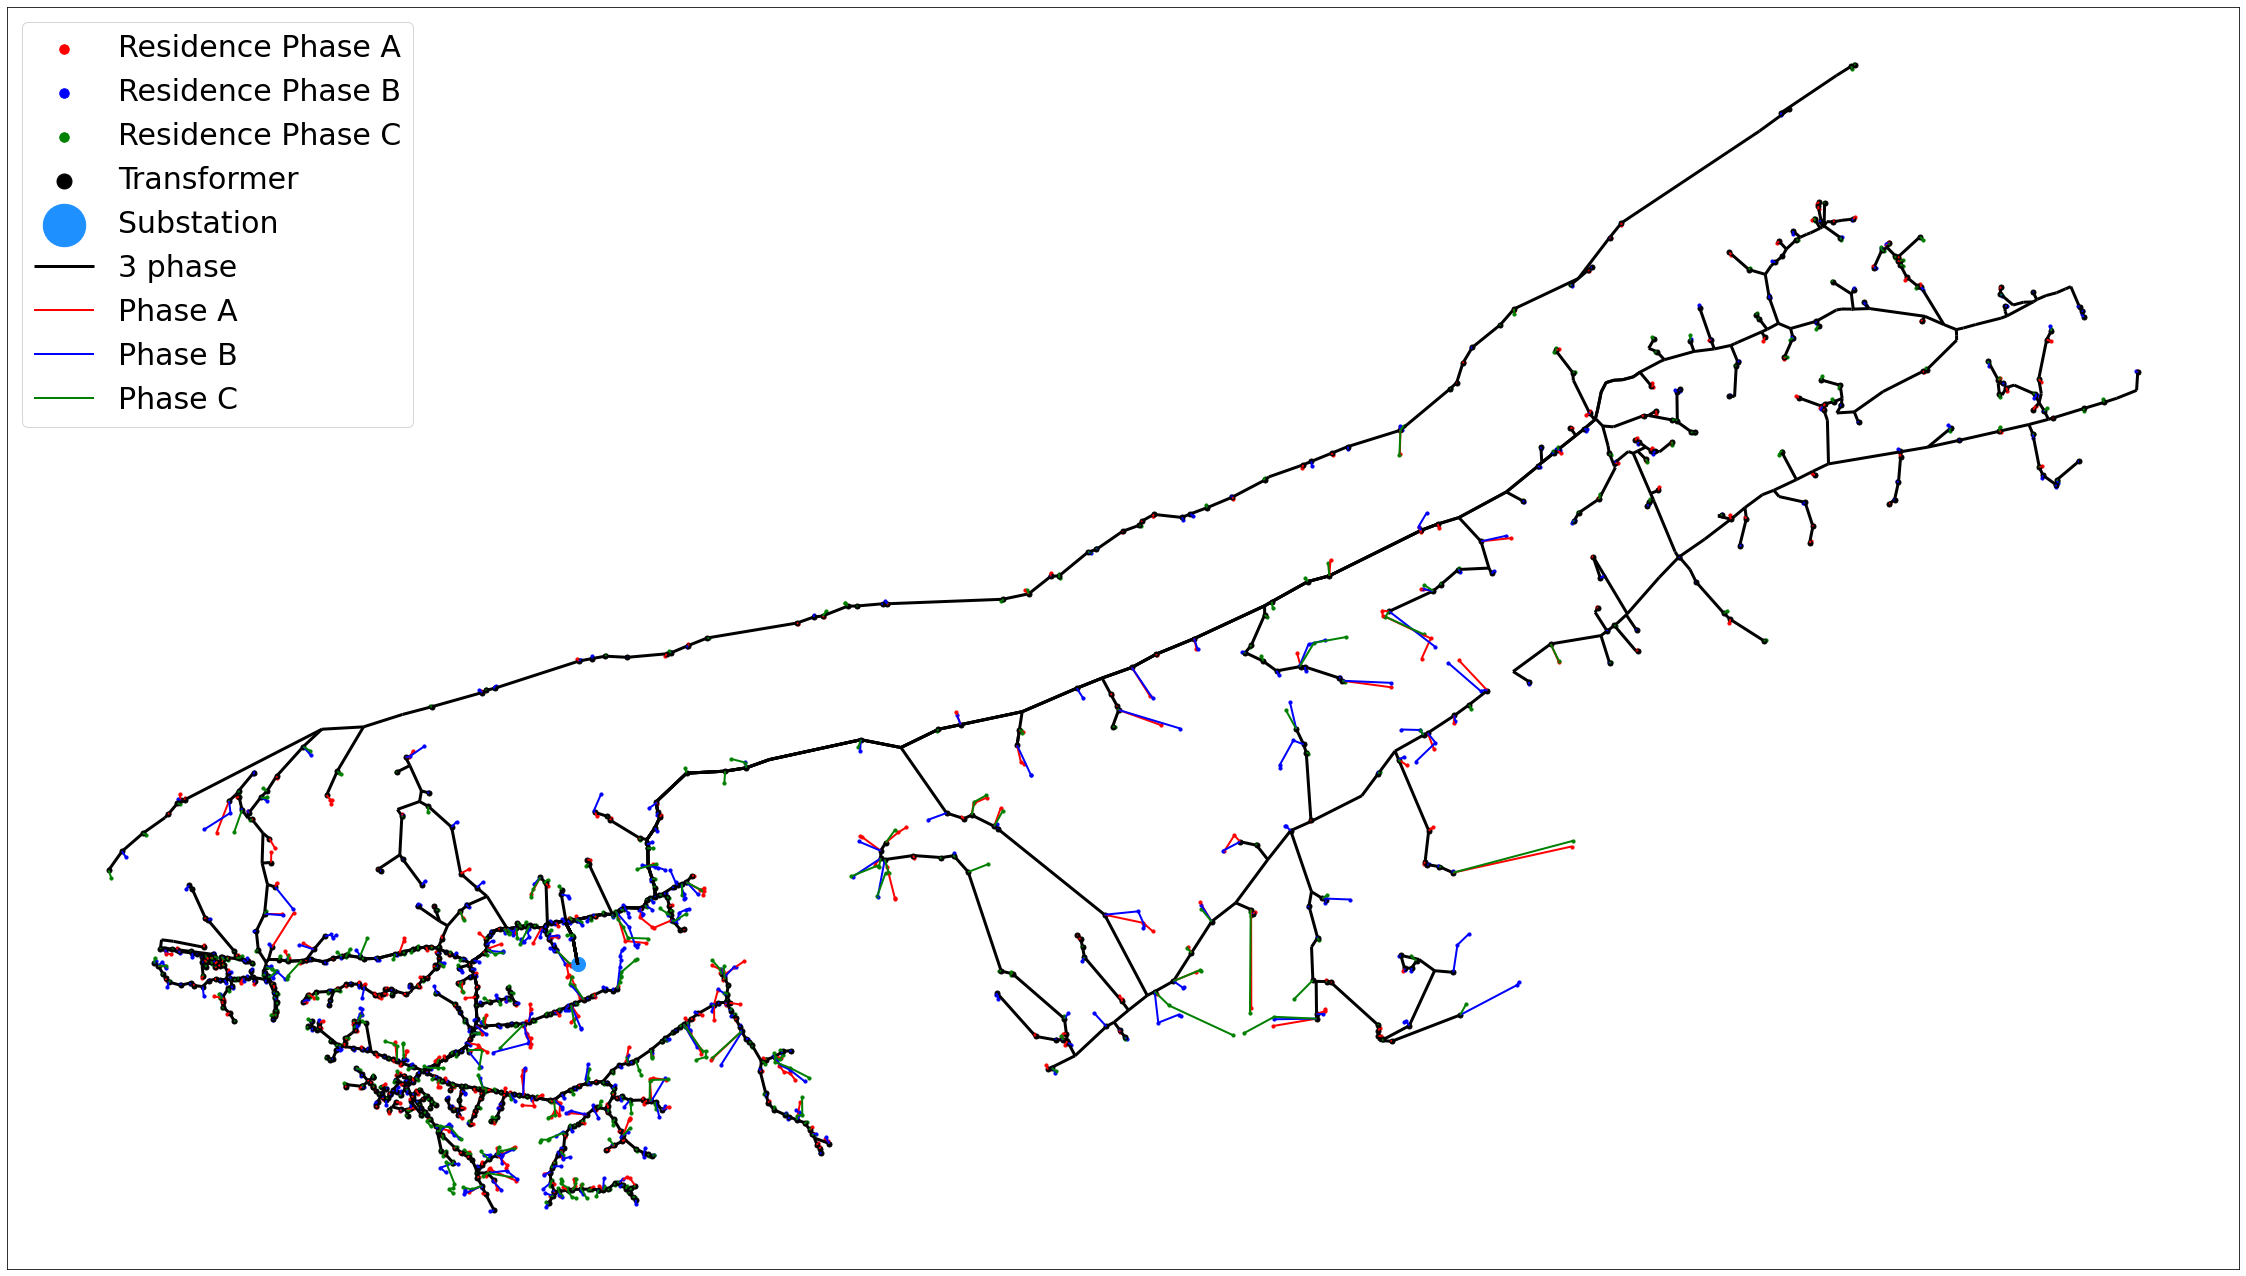 Residence Phase A
Residence Phase B
Residence Phase C
Transformer
Substation
3 phase
Phase A
Phase B
Phase C